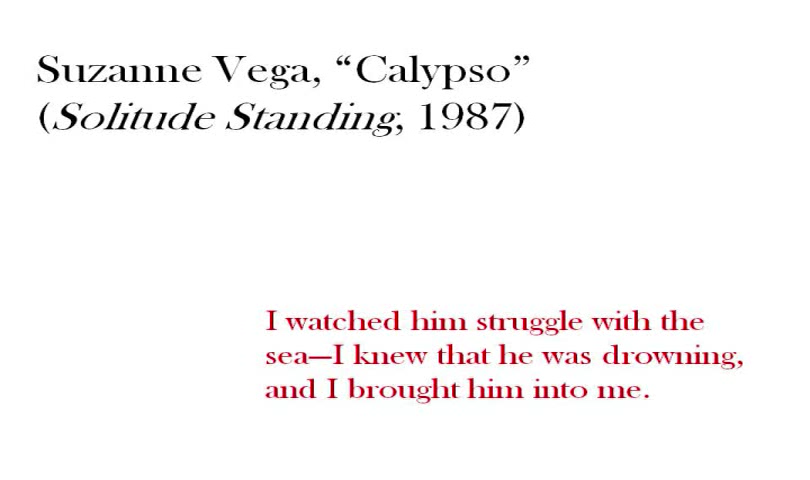 Suzanne Vega, “Calypso”
(Solitude Standing, 1987)
I watched him struggle with the
sea—I knew that he was drowning,
and I brought him into me.